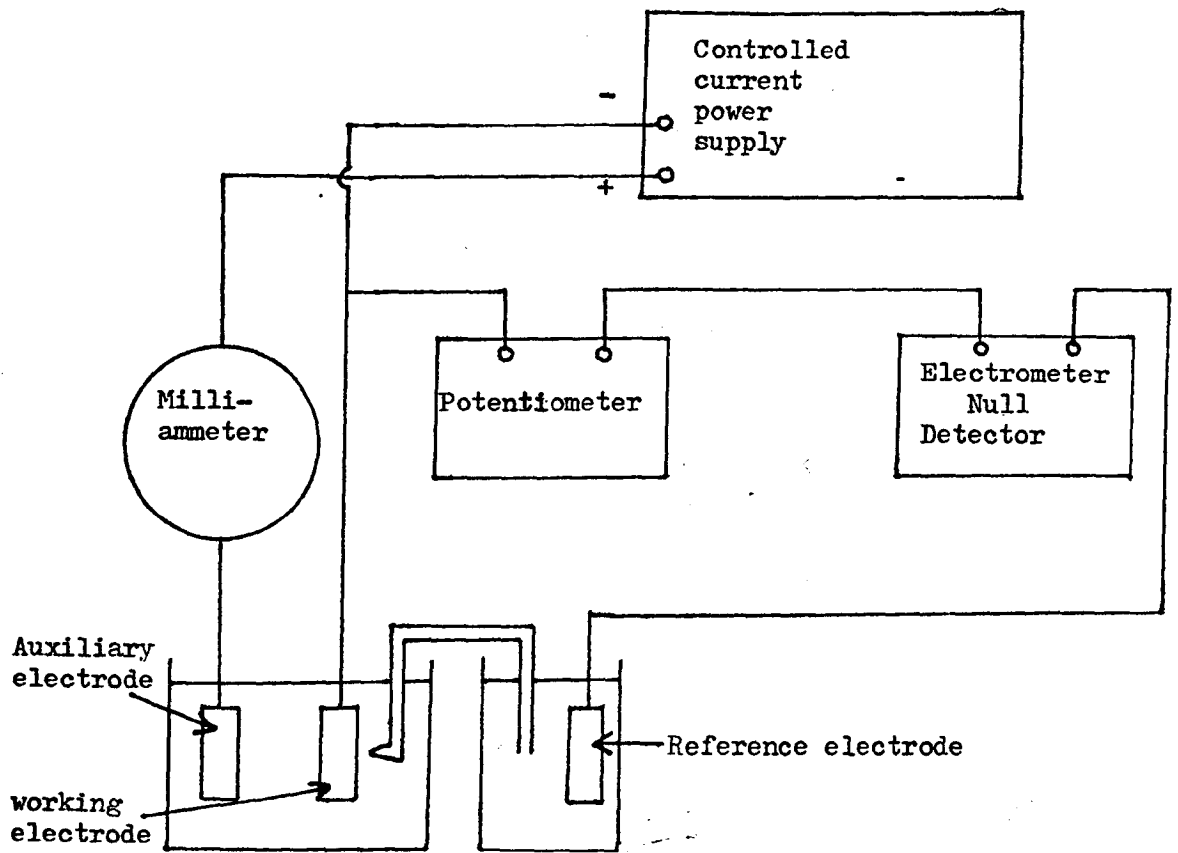 Controlled
current
power
supply
-
+
-
Milli-
ammeter
Potentiometer
Electrometer
Null
Detector
Auxiliary
electrode
working
electrode
Reference electrode